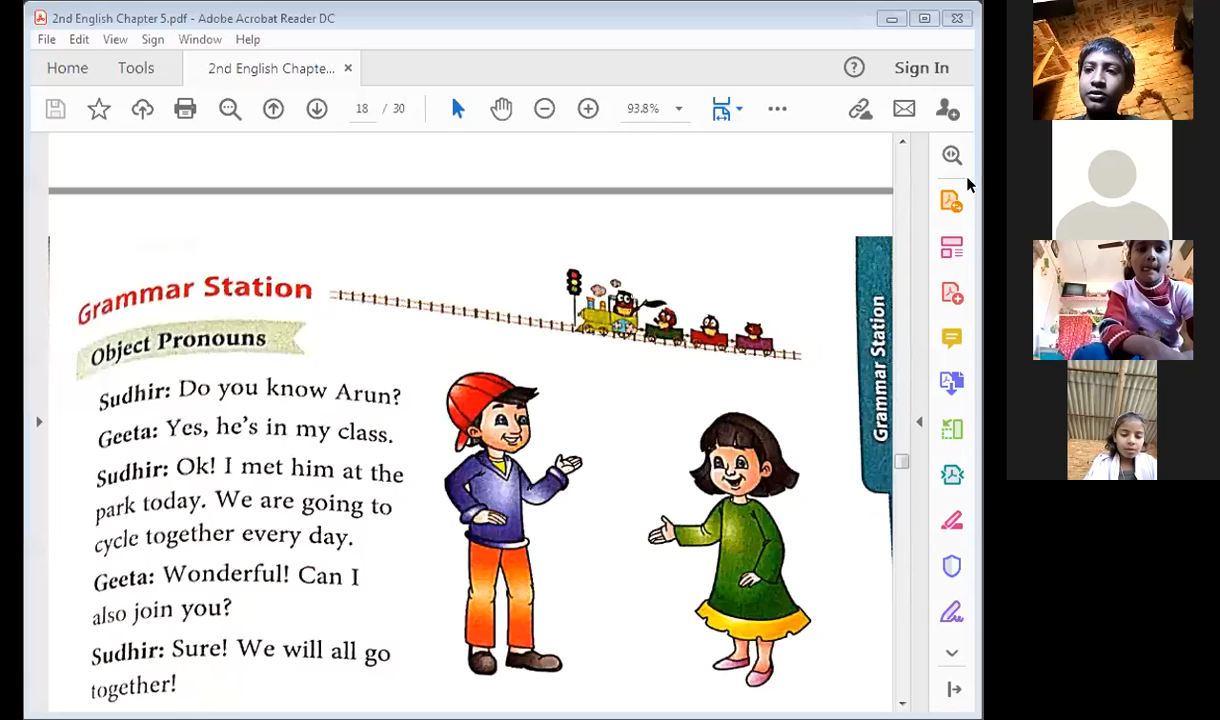 2nd English Chapter 5.pdf - Adobe Acrobat Reader DC
File Edit View Sign Window Help
Home Tools 2nd English Chapte... Sign In
18 / 30 93.8%
Grammar Station
Object Pronouns
Sudhir: Do you know Arun?
Geeta: Yes, he's in my class.
Sudhir: Ok! I met him at the
park today. We are going to
cycle together every day.
Geeta: Wonderful! Can I
also join you?
Sudhir: Sure! We will all go
together!
Grammar Station